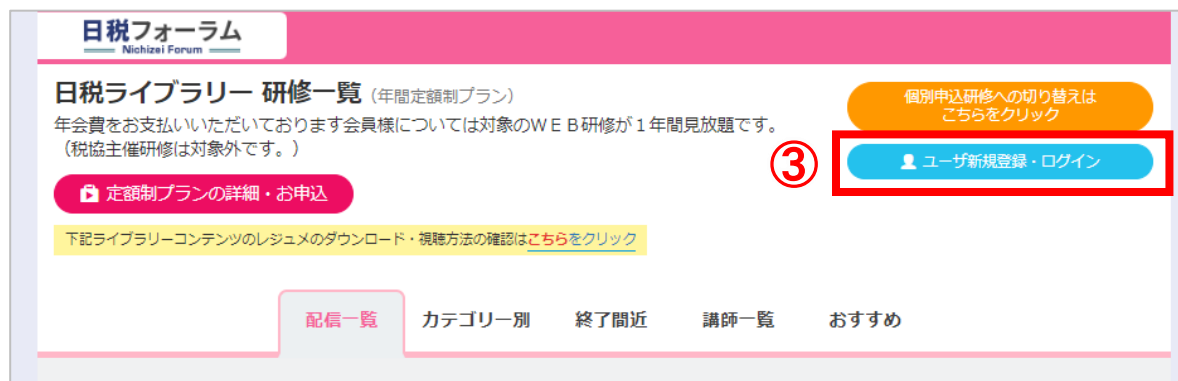 日税フォーラム
Nichizei Forum
日税ライブラリー 研修一覧（年間定額制プラン）
年会費をお支払いいただいております会員様については対象のＷＥＢ研修が１年間見放題です。
（税協主催研修は対象外です。）
個別申込研修への切り替えは
こちらをクリック
③
ユーザ新規登録・ログイン
定額制プランの詳細・お申込
下記ライブラリーコンテンツのレジュメのダウンロード・視聴方法の確認はこちらをクリック
配信一覧 カテゴリー別 終了間近 講師一覧 おすすめ